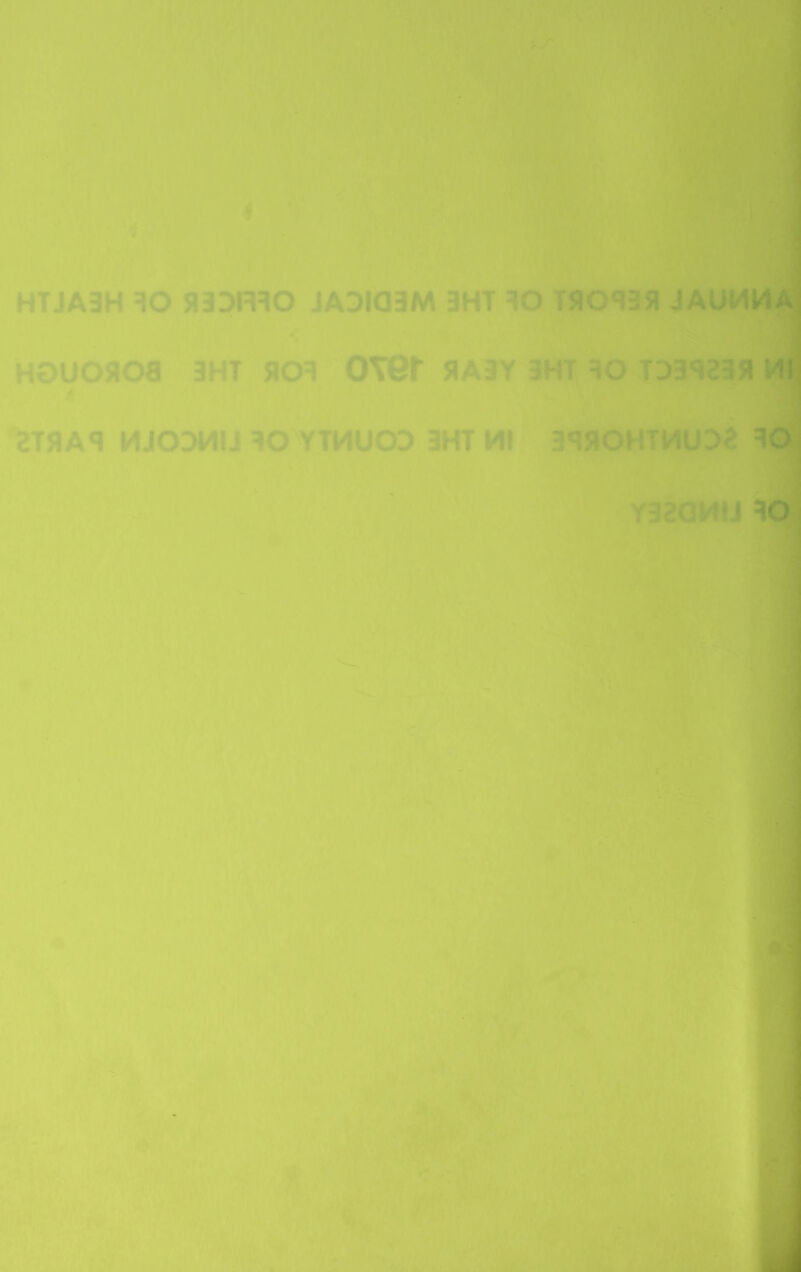 ANNUAL REPORT OF THE MEDICAL OFFICER OF HEALTH
IN RESPECT OF THE YEAR 1970 FOR THE BOROUGH
OF SCUNTHORPE IN THE COUNTY OF LINCOLN PARTS
OF LINDSEY